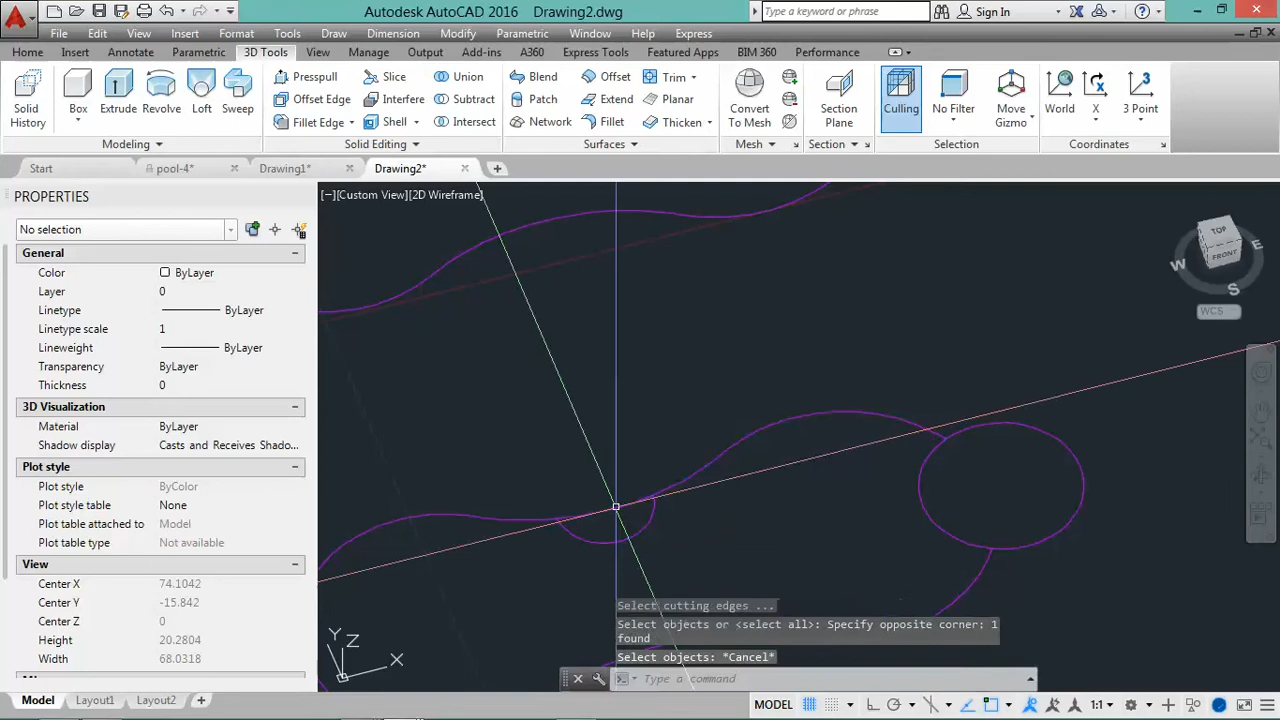 Autodesk AutoCAD 2016 Drawing2.dwg
Type a keyword or phrase
Sign In
File Edit View Insert Format Tools Draw Dimension Modify Parametric Window Help Express
Home Insert Annotate Parametric 3D Tools View Manage Output Add-ins A360 Express Tools Featured Apps BIM 360 Performance
Presspull Slice Union Blend Offset Trim
Offset Edge Interfere Subtract Patch Extend Planar
Fillet Edge Shell Intersect Network Fillet Thicken
Solid History
Box Extrude Revolve Loft Sweep
Convert To Mesh
Section Plane
Culling No Filter
Move Gizmo
World X 3 Point
Modeling Solid Editing Surfaces Mesh Section Selection Coordinates
Start pool-4* Drawing1* Drawing2*
PROPERTIES
No selection
General
Color ByLayer
Layer 0
Linetype ByLayer
Linetype scale 1
Lineweight ByLayer
Transparency ByLayer
Thickness 0
3D Visualization
Material ByLayer
Shadow display Casts and Receives Shado...
Plot style
Plot style ByColor
Plot style table None
Plot table attached to Model
Plot table type Not available
View
Center X 74.1042
Center Y -15.842
Center Z 0
Height 20.2804
Width 68.0318
[−][Custom View][2D Wireframe]
TOP
FRONT
W E S
WCS
Y Z X
Select cutting edges ...
Select objects or <select all>: Specify opposite corner: 1
found
Select objects: *Cancel*
Type a command
Model Layout1 Layout2 +
MODEL 1:1